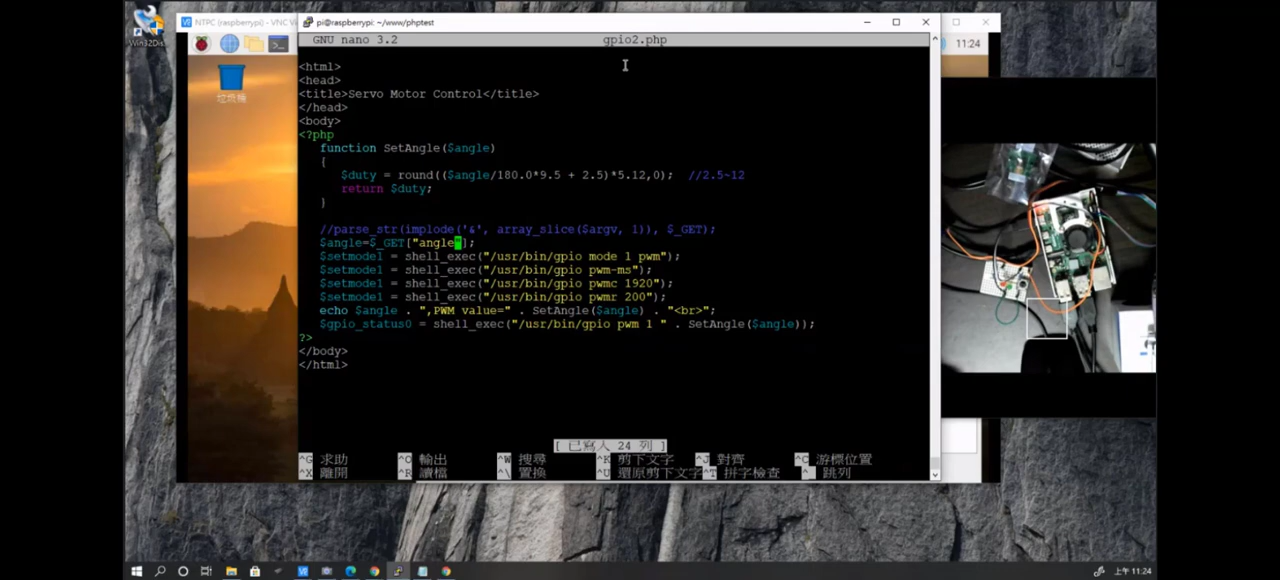 NTPC (raspberrypi) - VNC Vi
pi@raspberrypi: ~/www/phptest
Win32Dis
11:24
垃圾桶
GNU nano 3.2 gpio2.php
<html>
<head>
<title>Servo Motor Control</title>
</head>
<body>
<?php
function SetAngle($angle)
{
$duty = round(($angle/180.0*9.5 + 2.5)*5.12,0); //2.5~12
return $duty;
}
//parse_str(implode('&', array_slice($argv, 1)), $_GET);
$angle=$_GET["angle"];
$setmode1 = shell_exec("/usr/bin/gpio mode 1 pwm");
$setmode1 = shell_exec("/usr/bin/gpio pwm-ms");
$setmode1 = shell_exec("/usr/bin/gpio pwmc 1920");
$setmode1 = shell_exec("/usr/bin/gpio pwmr 200");
echo $angle . ",PWM value=" . SetAngle($angle) . "<br>";
$gpio_status0 = shell_exec("/usr/bin/gpio pwm 1 " . SetAngle($angle));
?>
</body>
</html>
[ 已寫入 24 列 ]
^G 求助 ^O 輸出 ^W 搜尋 ^K 剪下文字 ^J 對齊 ^C 游標位置
^X 離開 ^R 讀檔 ^\ 置換 ^U 還原剪下文字 ^T 拼字檢查 ^_ 跳列
上午 11:24